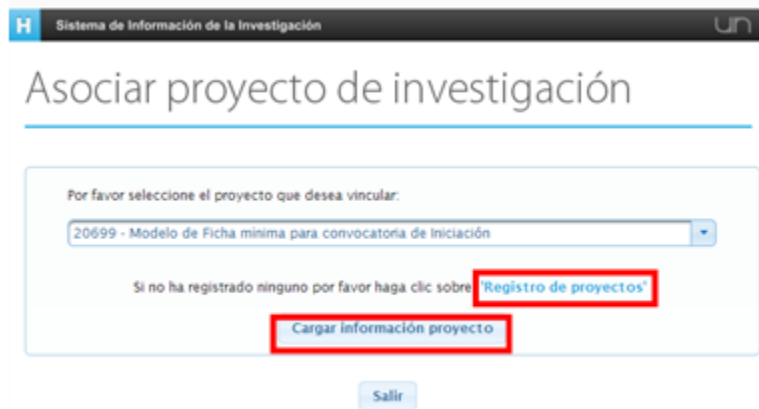 H Sistema de Información de la Investigación un
Asociar proyecto de investigación
Por favor seleccione el proyecto que desea vincular:
20699 - Modelo de Ficha mínima para convocatoria de Iniciación
Si no ha registrado ninguno por favor haga clic sobre 'Registro de proyectos'
Cargar información proyecto
Salir